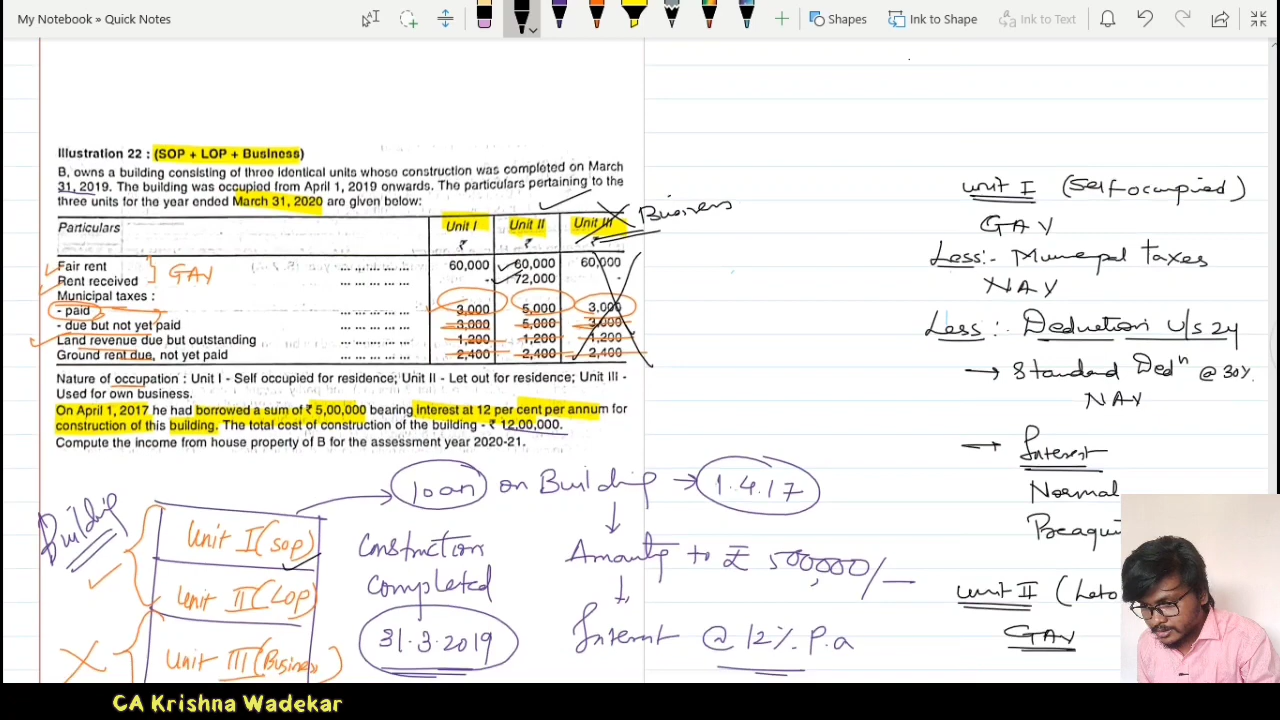 My Notebook » Quick Notes
Shapes
Ink to Shape
Ink to Text
Illustration 22 : (SOP + LOP + Business)
B, owns a building consisting of three identical units whose construction was completed on March
31, 2019. The building was occupied from April 1, 2019 onwards. The particulars pertaining to the
three units for the year ended March 31, 2020 are given below:
Business
Particulars Unit I Unit II Unit III
₹ ₹ ₹
Fair rent ... ... ... ... ... 60,000 60,000 60,000
Rent received ... ... ... ... ... - 72,000 -
GAV
Municipal taxes :
- paid ... ... ... ... ... 3,000 5,000 3,000
- due but not yet paid ... ... ... ... ... 3,000 5,000 3,000
Land revenue due but outstanding ... ... ... ... ... 1,200 1,200 1,200
Ground rent due, not yet paid ... ... ... ... ... 2,400 2,400 2,400
Nature of occupation : Unit I - Self occupied for residence; Unit II - Let out for residence; Unit III -
Used for own business.
On April 1, 2017 he had borrowed a sum of ₹ 5,00,000 bearing interest at 12 per cent per annum for
construction of this building. The total cost of construction of the building - ₹ 12,00,000.
Compute the income from house property of B for the assessment year 2020-21.
Building
Unit I (SOP)
Unit II (LOP)
Unit III (Business)
loan on Building → 1.4.17
Construction
completed
31.3.2019
Amounting to ₹ 500,000/-
Interest @ 12% P.a
Unit I (Self occupied)
GAV
Less:- Municipal taxes
NAV
Less:- Deduction U/s 24
→ Standard Dedn @ 30%.
NAV
→ Interest
Normal
Unit II (Leto
GAV
CA Krishna Wadekar